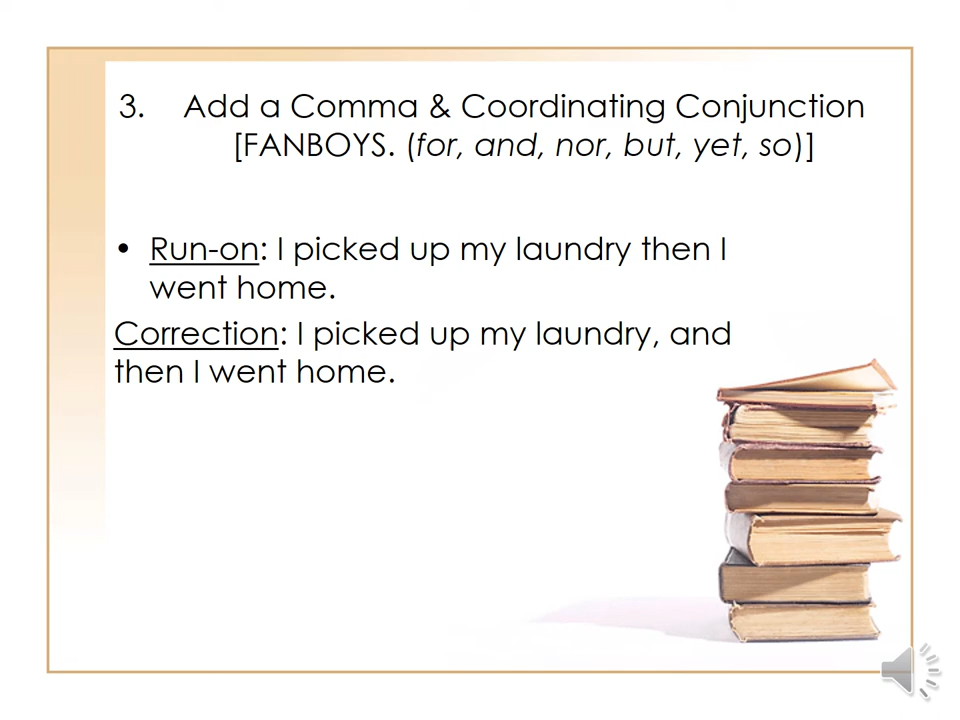 3. Add a Comma & Coordinating Conjunction
[FANBOYS. (for, and, nor, but, yet, so)]
• Run-on: I picked up my laundry then I
went home.
Correction: I picked up my laundry, and
then I went home.